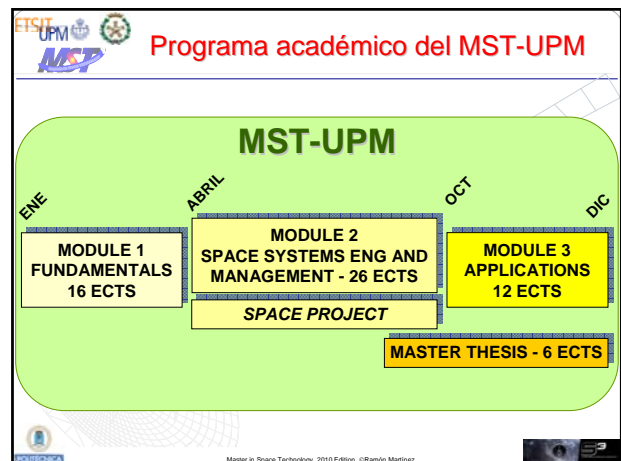 ETSIT UPM
MST
Programa académico del MST-UPM
MST-UPM
ENE
ABRIL
OCT
DIC
MODULE 1
FUNDAMENTALS
16 ECTS
MODULE 2
SPACE SYSTEMS ENG AND
MANAGEMENT - 26 ECTS
MODULE 3
APPLICATIONS
12 ECTS
SPACE PROJECT
MASTER THESIS - 6 ECTS
POLITÉCNICA
Master in Space Technology, 2010 Edition, ©Ramón Martínez
S3